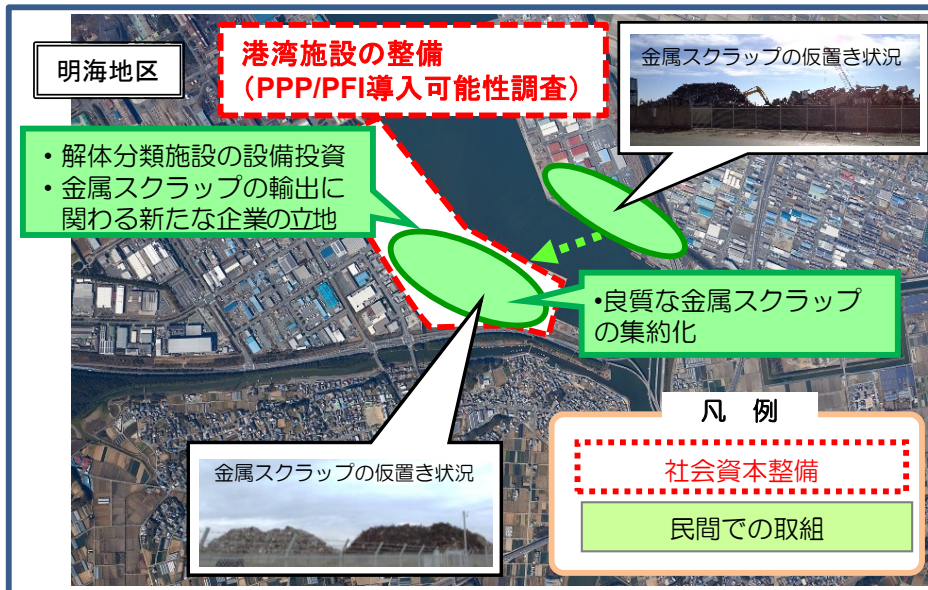 明海地区
港湾施設の整備
（PPP/PFI導入可能性調査）
金属スクラップの仮置き状況
・解体分類施設の設備投資
・金属スクラップの輸出に
関わる新たな企業の立地
•良質な金属スクラップ
の集約化
金属スクラップの仮置き状況
凡 例
社会資本整備
民間での取組